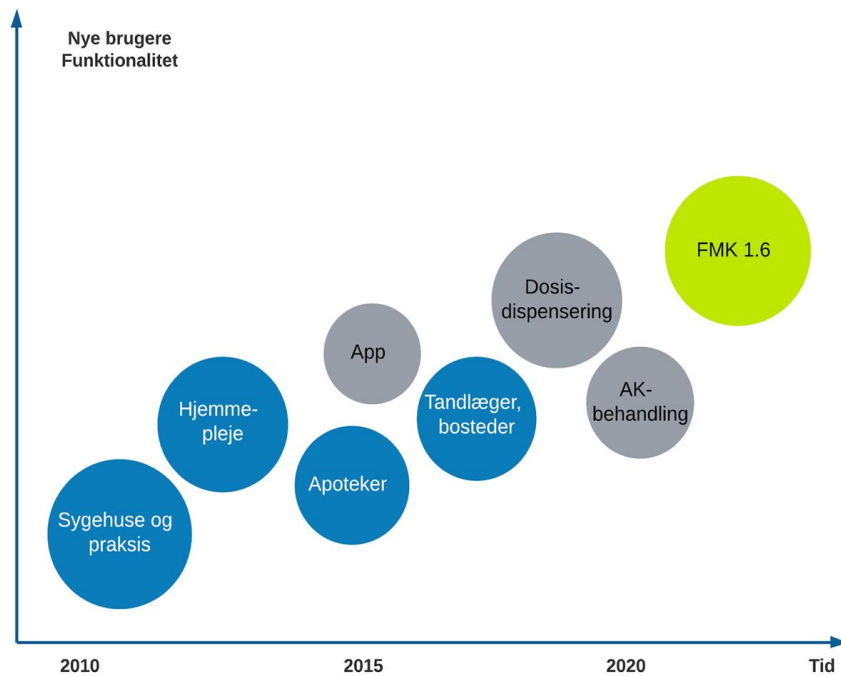 Nye brugere
Funktionalitet
FMK 1.6
Dosis-
dispensering
App
AK-
behandling
Hjemme-
pleje
Tandlæger,
bosteder
Apoteker
Sygehuse og
praksis
2010
2015
2020
Tid